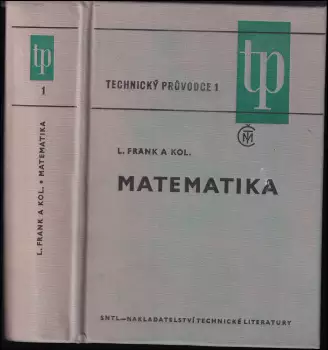 tp
1
L. FRANK A KOL. • MATEMATIKA
tp
TECHNICKÝ PRŮVODCE 1
L. FRANK A KOL.
MATEMATIKA
SNTL-NAKLADATELSTVÍ TECHNICKÉ LITERATURY